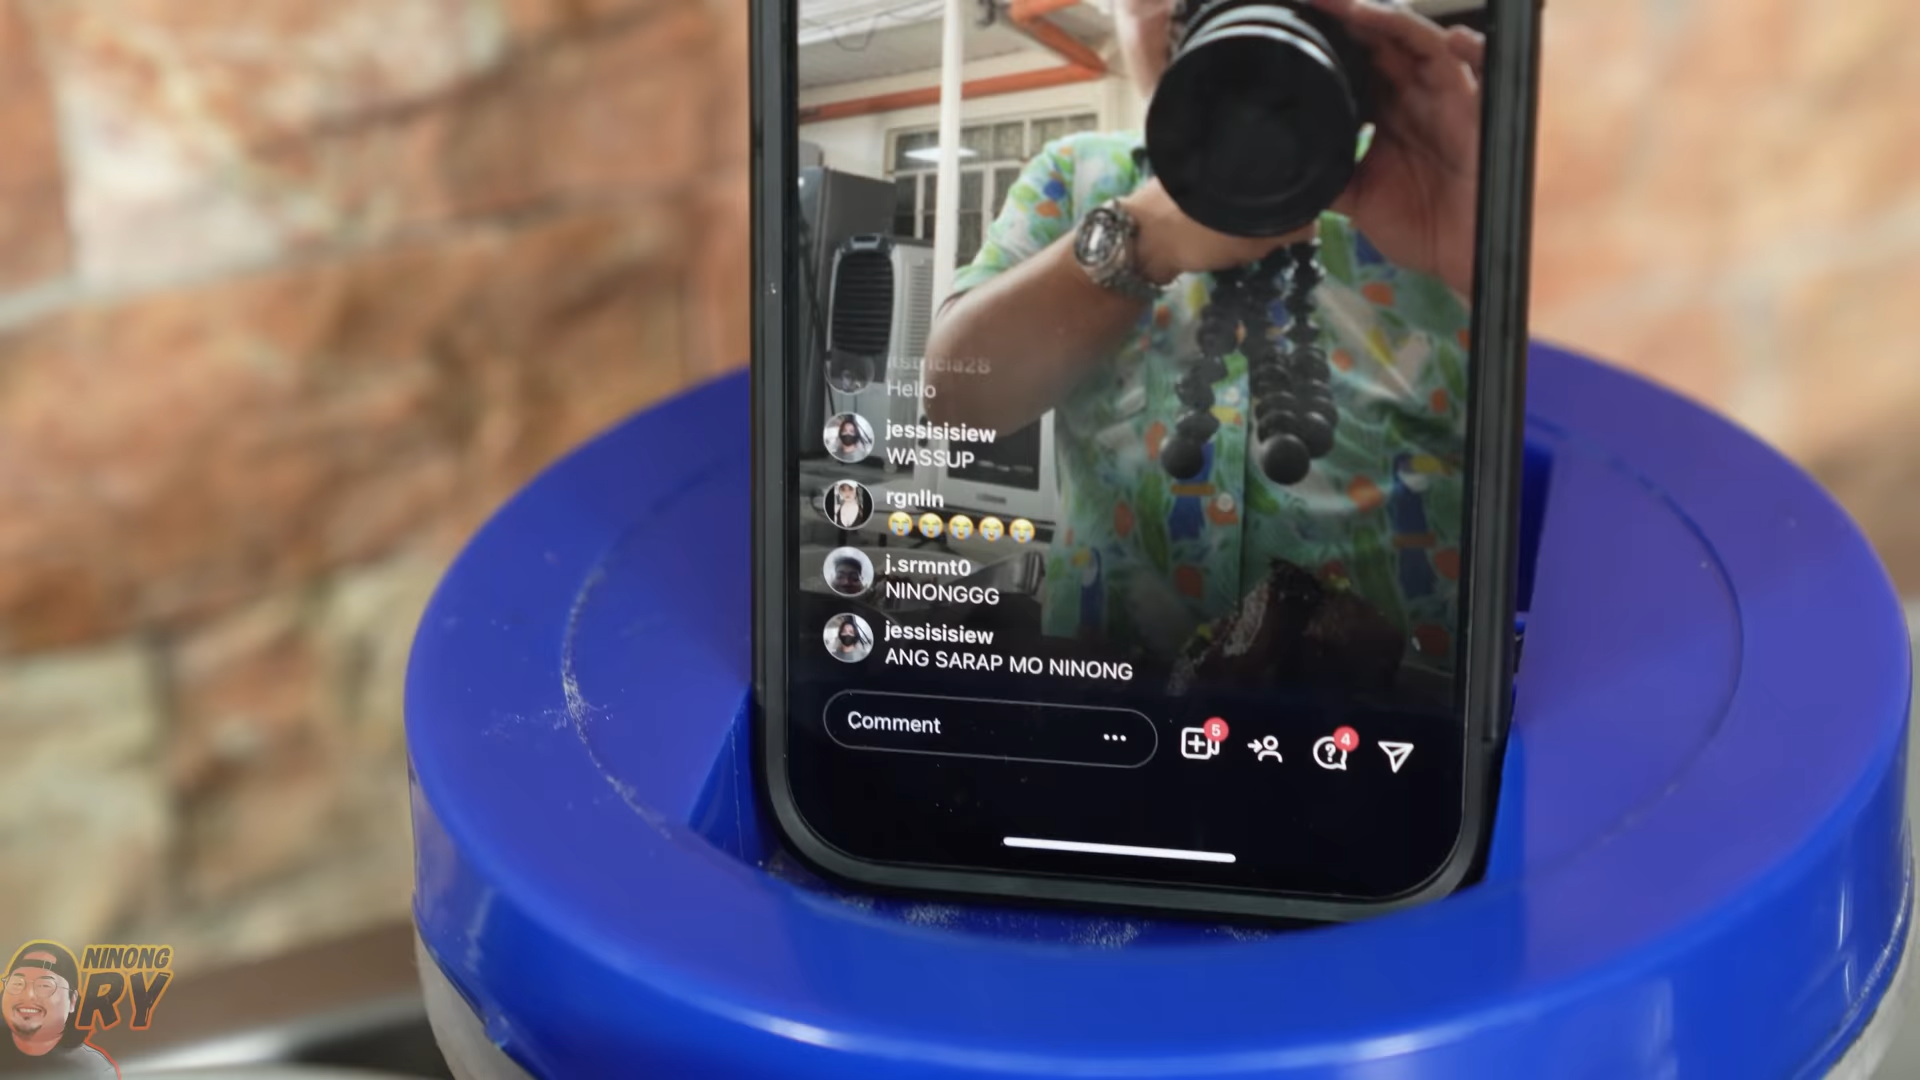 Hello
jessisisiew
WASSUP
rgnlln
😭😭😭😭😭
j.srmnt0
NINONGGG
jessisisiew
ANG SARAP MO NINONG
Comment
5
4
NINONG
RY